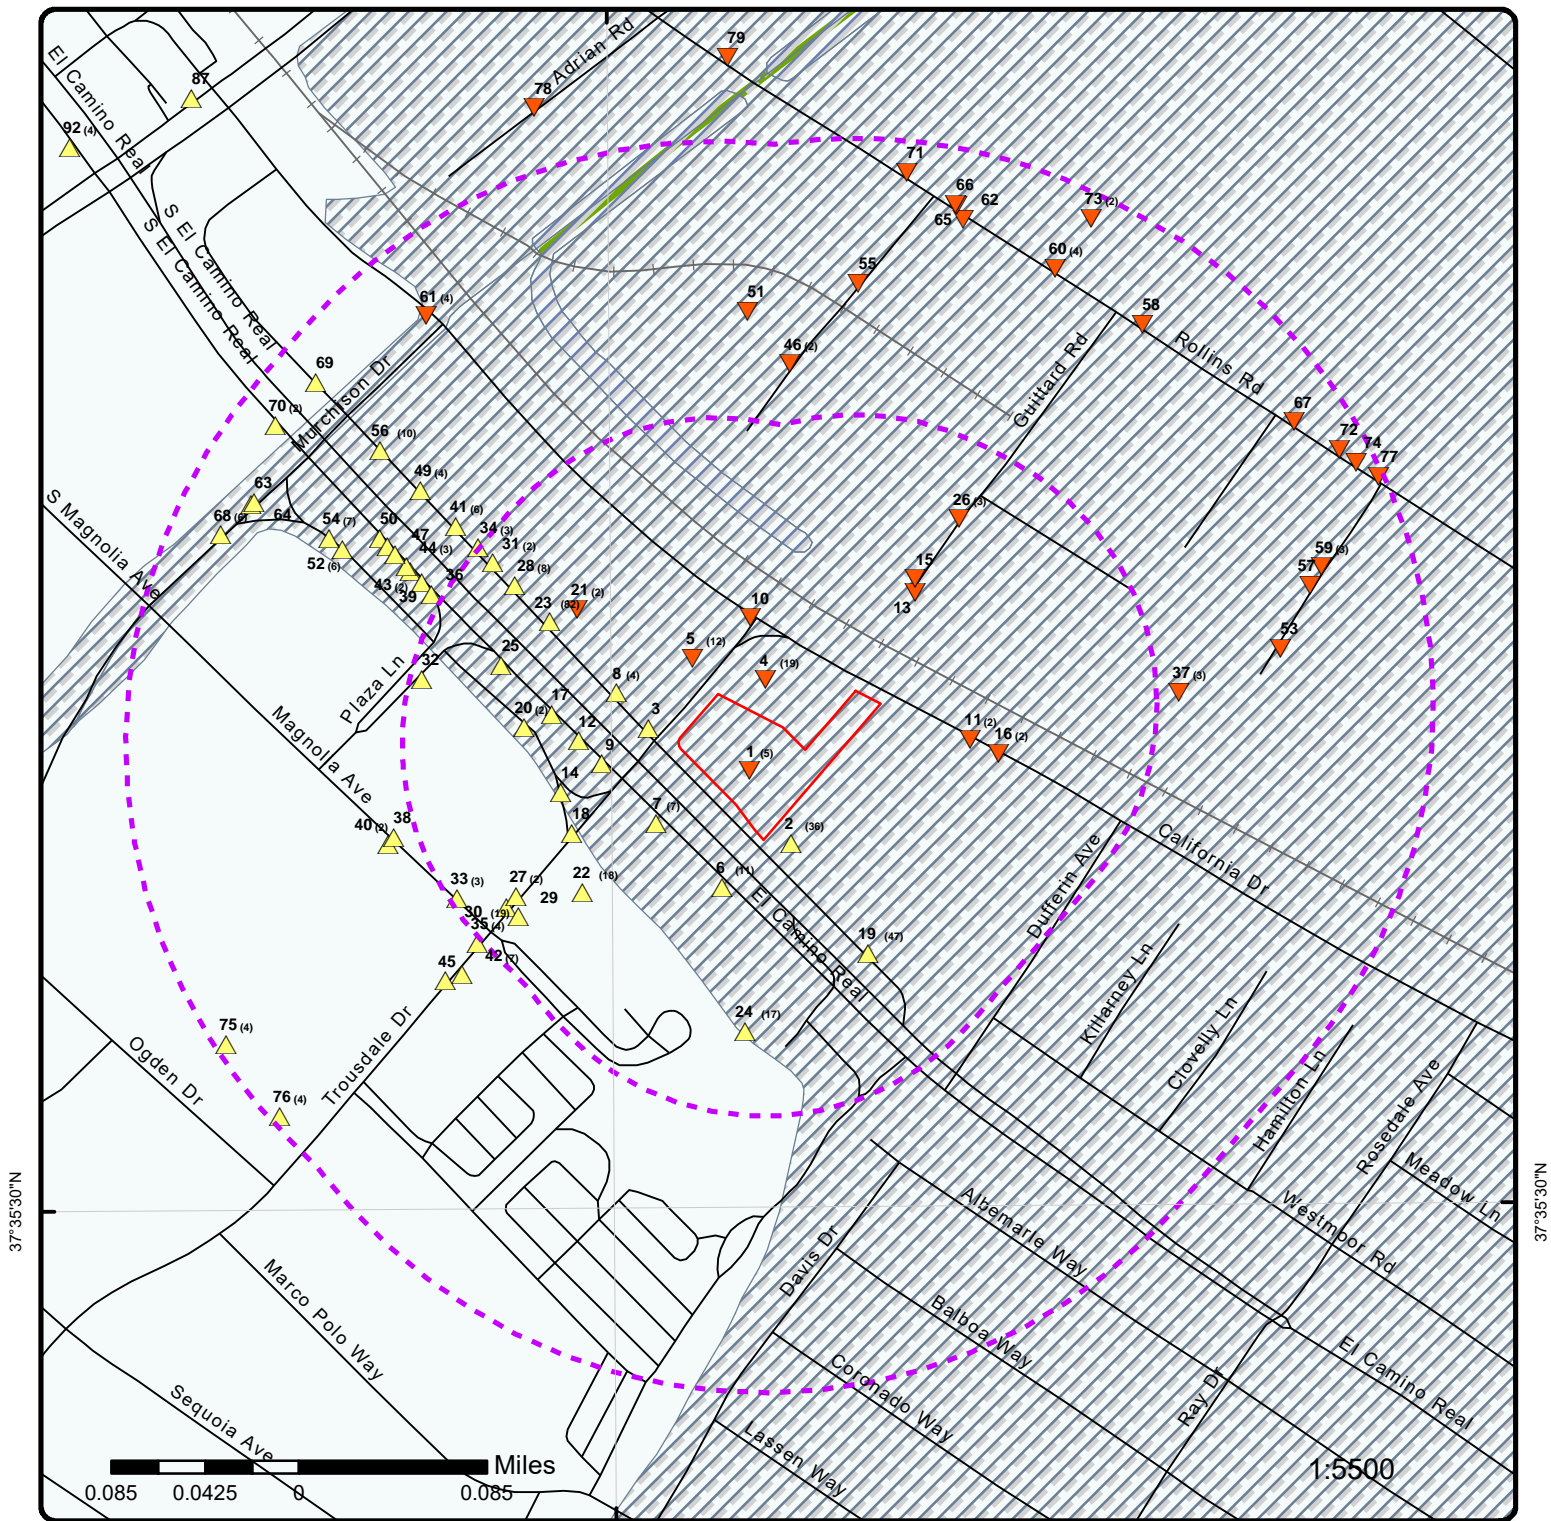 79
Adrian Rd
78
El Camino Real
87
92 (4)
71
66
62
65
73 (2)
S El Camino Real
S El Camino Real
60 (4)
55
51
61 (4)
58
Rollins Rd
46 (2)
Guittard Rd
69
Murchison Dr
70 (2)
67
56 (10)
72
74
77
49 (4)
63
64
68 (6)
26 (3)
S Magnolia Ave
54 (7)
50
41 (6)
47
34 (3)
44 (3)
31 (2)
52 (6)
28 (8)
43 (2)
36
39
59 (3)
57
15
13
21 (2)
23 (82)
10
53
5 (12)
4 (19)
25
32
8 (4)
37 (3)
Plaza Ln
17
20 (2)
12
3
9
11 (2)
16 (2)
Magnolia Ave
1 (5)
14
7 (7)
18
2 (36)
38
40 (2)
California Dr
6 (11)
22 (18)
33 (3)
27 (2)
29
30 (19)
35 (4)
El Camino Real
Dufferin Ave
19 (47)
42 (7)
45
Killarney Ln
24 (17)
75 (4)
Clovelly Ln
Ogden Dr
Trousdale Dr
76 (4)
Hamilton Ln
Rosedale Ave
Meadow Ln
37°35'30"N
37°35'30"N
Albemarle Way
Westmoor Rd
Davis Dr
Marco Polo Way
Balboa Way
El Camino Real
Coronado Way
Ray Dr
Sequoia Ave
Lassen Way
Miles
1:5500
0.085 0.0425 0 0.085